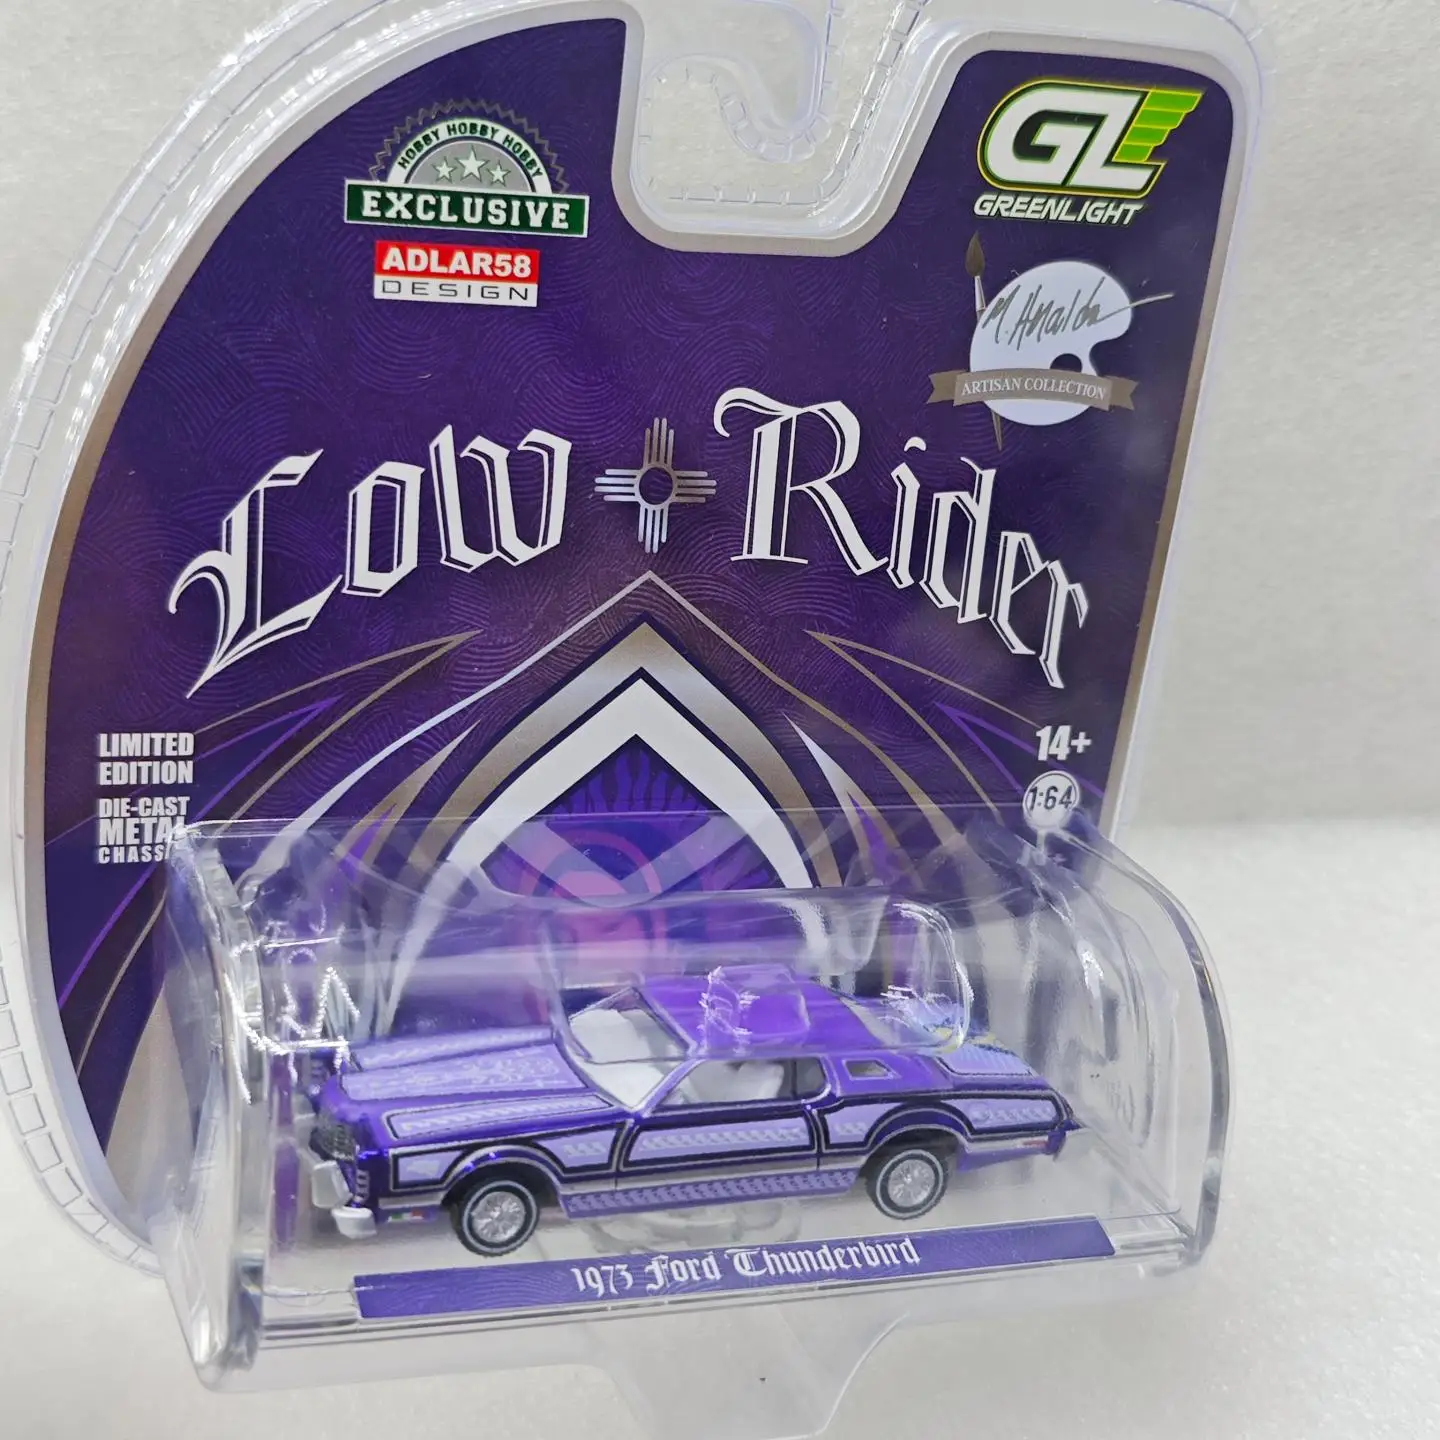 HOBBY HOBBY HOBBY
EXCLUSIVE
ADLAR58
DESIGN
GL
GREENLIGHT
ARTISAN COLLECTION
Low Rider
LIMITED
EDITION
DIE-CAST
METAL
CHASSI
14+
1:64
1973 Ford Thunderbird